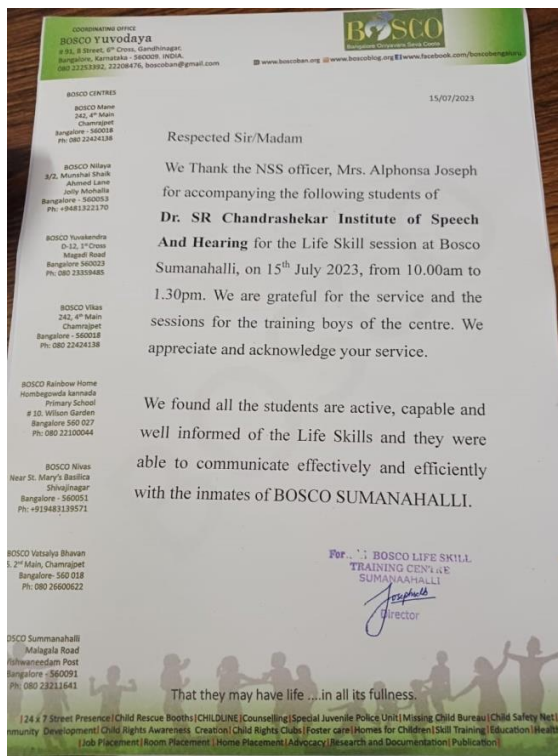 COORDINATING OFFICE
BOSCO Yuvodaya
# 91, B Street, 6th Cross, Gandhinagar,
Bangalore, Karnataka - 560009. INDIA.
080 22253392, 22208476, boscoban@gmail.com
BOSCO
Bangalore Oniyavara Seva Coota
www.boscoban.org www.boscoblog.org www.facebook.com/boscobengaluru
BOSCO CENTRES
BOSCO Mane
242, 4th Main
Chamrajpet
Bangalore - 560018
Ph: 080 22424138
BOSCO Nilaya
3/2, Munshai Shaik
Ahmed Lane
Jolly Mohalla
Bangalore - 560053
Ph: +9481322170
BOSCO Yuvakendra
D-12, 1st Cross
Magadi Road
Bangalore 560023
Ph: 080 23359485
BOSCO Vikas
242, 4th Main
Chamrajpet
Bangalore - 560018
Ph: 080 22424138
BOSCO Rainbow Home
Hombegowda kannada
Primary School
# 10. Wilson Garden
Bangalore 560 027
Ph: 080 22100044
BOSCO Nivas
Near St. Mary's Basilica
Shivajinagar
Bangalore - 560051
Ph: +919483139571
BOSCO Vatsalya Bhavan
2nd Main, Chamrajpet
Bangalore- 560 018
Ph: 080 26600622
BOSCO Summanahalli
Malagala Road
Vishwaneedam Post
Bangalore - 560091
Ph: 080 23211641
15/07/2023
Respected Sir/Madam
We Thank the NSS officer, Mrs. Alphonsa Joseph
for accompanying the following students of
Dr. SR Chandrashekar Institute of Speech
And Hearing for the Life Skill session at Bosco
Sumanahalli, on 15th July 2023, from 10.00am to
1.30pm. We are grateful for the service and the
sessions for the training boys of the centre. We
appreciate and acknowledge your service.
We found all the students are active, capable and
well informed of the Life Skills and they were
able to communicate effectively and efficiently
with the inmates of BOSCO SUMANAHALLI.
For BOSCO LIFE SKILL
TRAINING CENTRE
SUMANAAHALLI
Director
That they may have life ....in all its fullness.
|24 x 7 Street Presence|Child Rescue Booths|CHILDLINE|Counselling|Special Juvenile Police Unit|Missing Child Bureau|Child Safety Net|
Development|Child Rights Awareness Creation|Child Rights Clubs|Foster care|Homes for Children|Skill Training|Education|
|Job Placement|Room Placement|Home Placement|Advocacy|Research and Documentation|Publication|